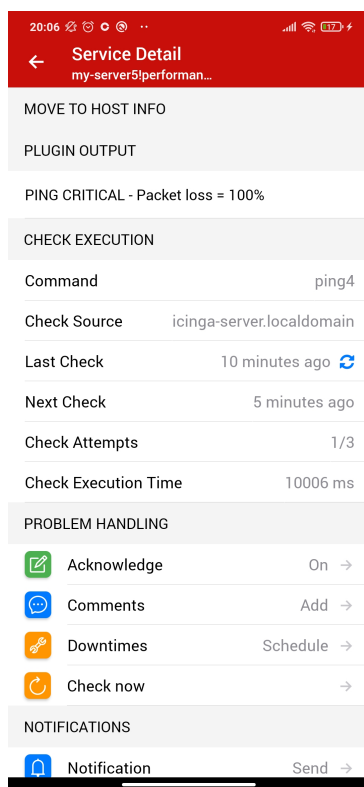 20:06 17
Service Detail
my-server5!performan...
MOVE TO HOST INFO
PLUGIN OUTPUT
PING CRITICAL - Packet loss = 100%
CHECK EXECUTION
Command ping4
Check Source icinga-server.localdomain
Last Check 10 minutes ago
Next Check 5 minutes ago
Check Attempts 1/3
Check Execution Time 10006 ms
PROBLEM HANDLING
Acknowledge On
Comments Add
Downtimes Schedule
Check now
NOTIFICATIONS
Notification Send